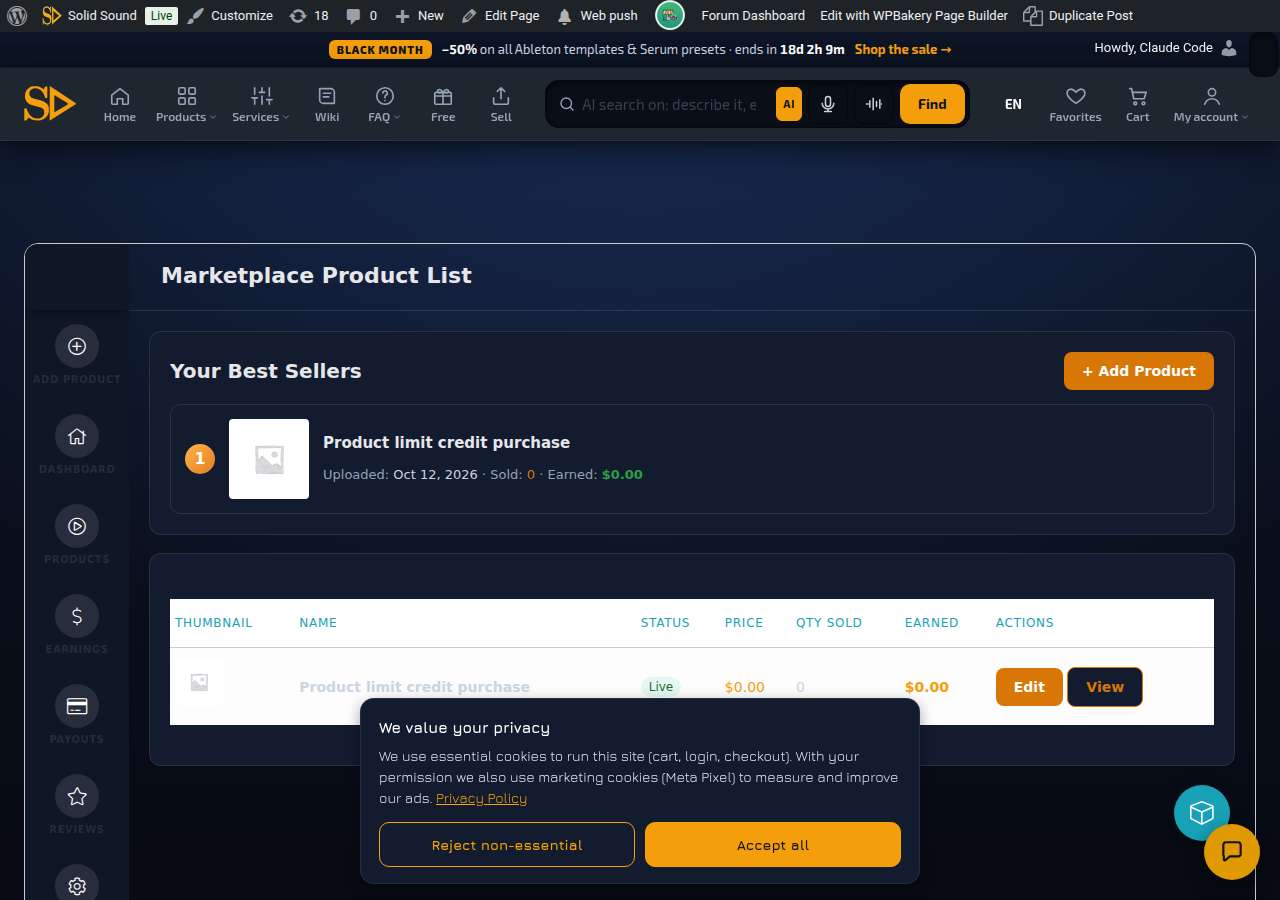 Solid Sound Live Customize 18 0 New Edit Page Web push Forum Dashboard Edit with WPBakery Page Builder Duplicate Post
BLACK MONTH −50% on all Ableton templates & Serum presets · ends in 18d 2h 9m Shop the sale →
Howdy, Claude Code
Home Products Services Wiki FAQ Free Sell
AI search on: describe it, e
AI
Find
EN
Favorites Cart My account
Marketplace Product List
ADD PRODUCT
DASHBOARD
PRODUCTS
EARNINGS
PAYOUTS
REVIEWS
Your Best Sellers
+ Add Product
1
Product limit credit purchase
Uploaded: Oct 12, 2026 · Sold: 0 · Earned: $0.00
THUMBNAIL NAME STATUS PRICE QTY SOLD EARNED ACTIONS
Product limit credit purchase Live $0.00 0 $0.00 Edit View
We value your privacy
We use essential cookies to run this site (cart, login, checkout). With your
permission we also use marketing cookies (Meta Pixel) to measure and improve
our ads. Privacy Policy
Reject non-essential Accept all